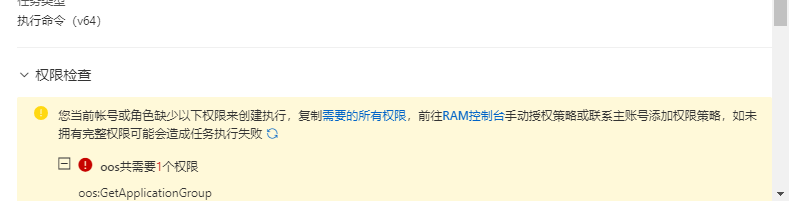 任务类型
执行命令（v64）
权限检查
您当前帐号或角色缺少以下权限来创建执行，复制需要的所有权限，前往RAM控制台手动授权策略或联系主账号添加权限策略，如未
拥有完整权限可能会造成任务执行失败
oos共需要1个权限
oos:GetApplicationGroup